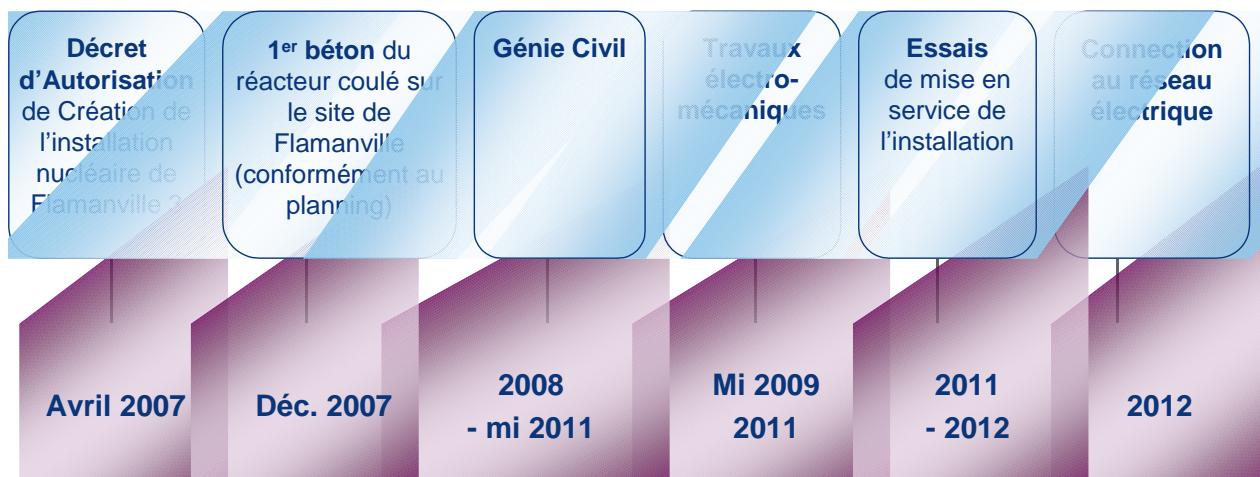 Décret
d'Autorisation
de Création de
l'installation
nucléaire de
Flamanville 3
1er béton du
réacteur coulé sur
le site de
Flamanville
(conformément au
planning)
Génie Civil
Travaux
électro-
mécaniques
Essais
de mise en
service de
l'installation
Connection
au réseau
électrique
Avril 2007
Déc. 2007
2008
- mi 2011
Mi 2009
2011
2011
- 2012
2012